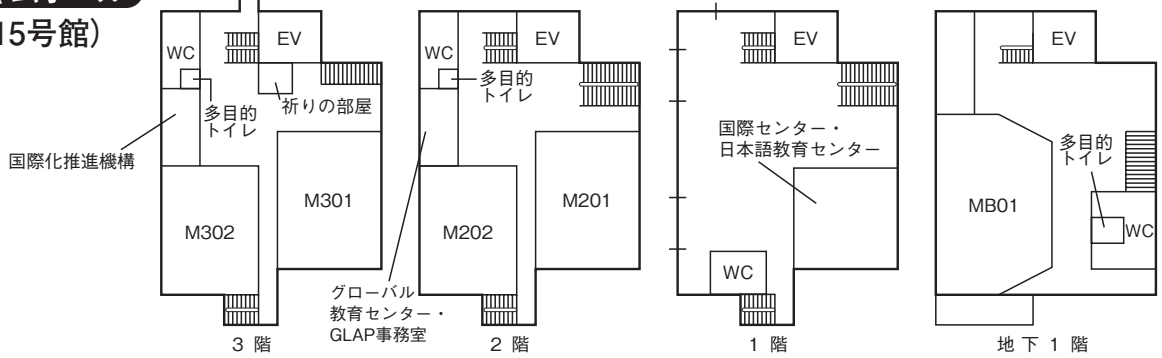 15号館）
WC
EV
多目的
トイレ
祈りの部屋
国際化推進機構
M301
M302
3 階
WC
EV
多目的
トイレ
M201
M202
グローバル
教育センター・
GLAP事務室
2 階
EV
国際センター・
日本語教育センター
WC
1 階
EV
多目的
トイレ
MB01
WC
地 下 1 階